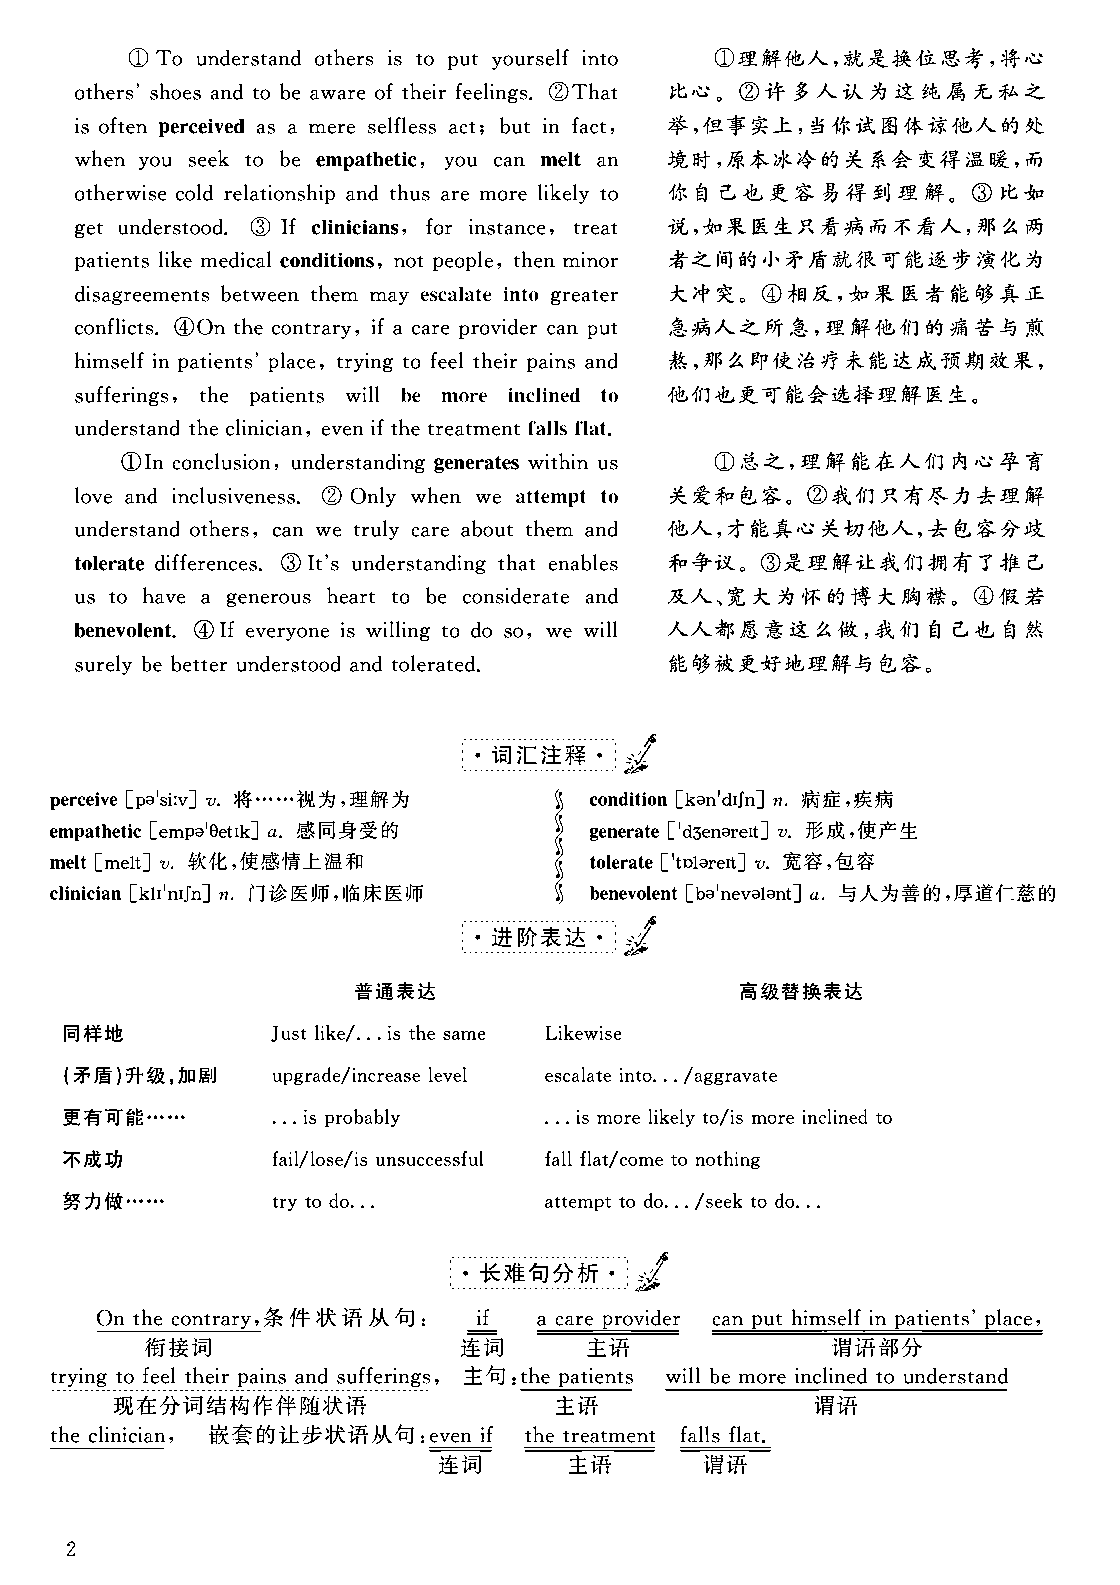 ① To understand others is to put yourself into
others' shoes and to be aware of their feelings. ②That
is often perceived as a mere selfless act; but in fact,
when you seek to be empathetic, you can melt an
otherwise cold relationship and thus are more likely to
get understood. ③ If clinicians, for instance, treat
patients like medical conditions, not people, then minor
disagreements between them may escalate into greater
conflicts. ④On the contrary, if a care provider can put
himself in patients' place, trying to feel their pains and
sufferings, the patients will be more inclined to
understand the clinician, even if the treatment falls flat.
①In conclusion, understanding generates within us
love and inclusiveness. ② Only when we attempt to
understand others, can we truly care about them and
tolerate differences. ③ It's understanding that enables
us to have a generous heart to be considerate and
benevolent. ④ If everyone is willing to do so, we will
surely be better understood and tolerated.
①理解他人,就是换位思考,将心
比心。②许多人认为这纯属无私之
举,但事实上,当你试图体谅他人的处
境时,原本冰冷的关系会变得温暖,而
你自己也更容易得到理解。③比如
说,如果医生只看病而不看人,那么两
者之间的小矛盾就很可能逐步演化为
大冲突。④相反,如果医者能够真正
急病人之所急,理解他们的痛苦与煎
熬,那么即使治疗未能达成预期效果,
他们也更可能会选择理解医生。
①总之,理解能在人们内心孕育
关爱和包容。②我们只有尽力去理解
他人,才能真心关切他人,去包容分歧
和争议。③是理解让我们拥有了推己
及人、宽大为怀的博大胸襟。④假若
人人都愿意这么做,我们自己也自然
能够被更好地理解与包容。
·词汇注释·
perceive [pə'siːv] v. 将……视为,理解为
empathetic [empə'θetɪk] a. 感同身受的
melt [melt] v. 软化,使感情上温和
clinician [klɪ'nɪʃn] n. 门诊医师,临床医师
condition [kən'dɪʃn] n. 病症,疾病
generate ['dʒenəreɪt] v. 形成,使产生
tolerate ['tɒləreɪt] v. 宽容,包容
benevolent [bə'nevələnt] a. 与人为善的,厚道仁慈的
·进阶表达·
普通表达 高级替换表达
同样地 Just like/...is the same Likewise
(矛盾)升级,加剧 upgrade/increase level escalate into.../aggravate
更有可能…… ...is probably ...is more likely to/is more inclined to
不成功 fail/lose/is unsuccessful fall flat/come to nothing
努力做…… try to do... attempt to do.../seek to do...
·长难句分析·
On the contrary,条件状语从句: if a care provider can put himself in patients' place,
衔接词 连词 主语 谓语部分
trying to feel their pains and sufferings, 主句:the patients will be more inclined to understand
现在分词结构作伴随状语 主语 谓语
the clinician, 嵌套的让步状语从句:even if the treatment falls flat.
连词 主语 谓语
2